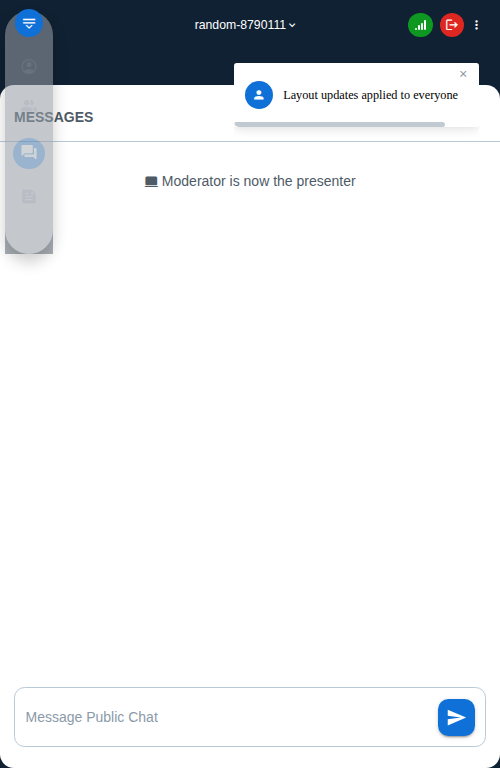 random-8790111
Layout updates applied to everyone
MESSAGES
Moderator is now the presenter
Message Public Chat